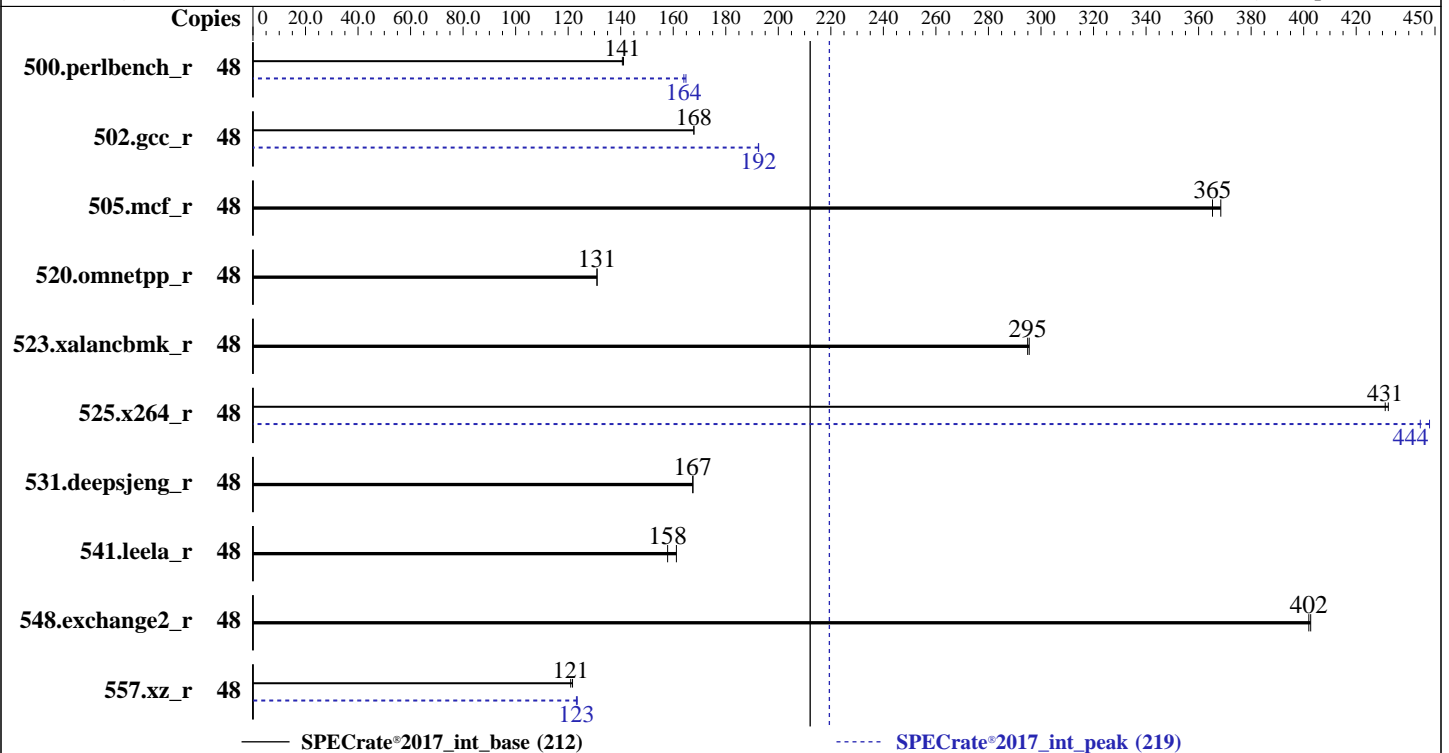 Copies 0 20.0 40.0 60.0 80.0 100 120 140 160 180 200 220 240 260 280 300 320 340 360 380 400 420 450
500.perlbench_r 48 141
164
502.gcc_r 48 168
192
505.mcf_r 48 365
520.omnetpp_r 48 131
523.xalancbmk_r 48 295
525.x264_r 48 431
444
531.deepsjeng_r 48 167
541.leela_r 48 158
548.exchange2_r 48 402
557.xz_r 48 121
123
SPECrate®2017_int_base (212) SPECrate®2017_int_peak (219)